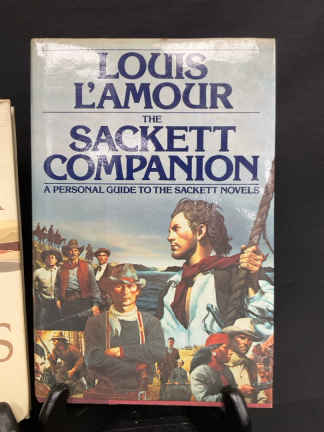 LOUIS
L'AMOUR
THE
SACKETT
COMPANION
A PERSONAL GUIDE TO THE SACKETT NOVELS
S